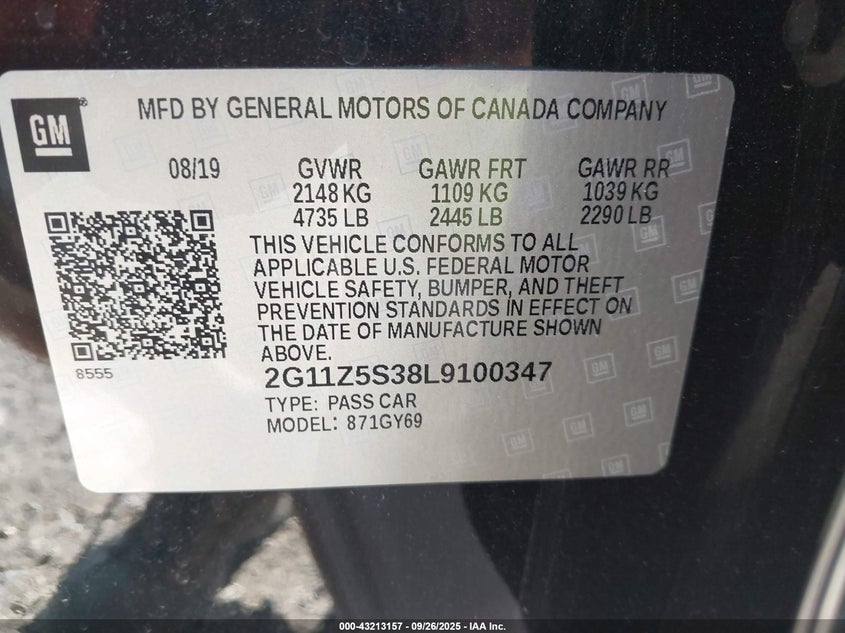 GM
MFD BY GENERAL MOTORS OF CANADA COMPANY
08/19 GVWR GAWR FRT GAWR RR
2148 KG 1109 KG 1039 KG
4735 LB 2445 LB 2290 LB
THIS VEHICLE CONFORMS TO ALL
APPLICABLE U.S. FEDERAL MOTOR
VEHICLE SAFETY, BUMPER, AND THEFT
PREVENTION STANDARDS IN EFFECT ON
THE DATE OF MANUFACTURE SHOWN
ABOVE.
8555
2G11Z5S38L9100347
TYPE: PASS CAR
MODEL: 871GY69
000-43213157 - 09/26/2025 - IAA Inc.